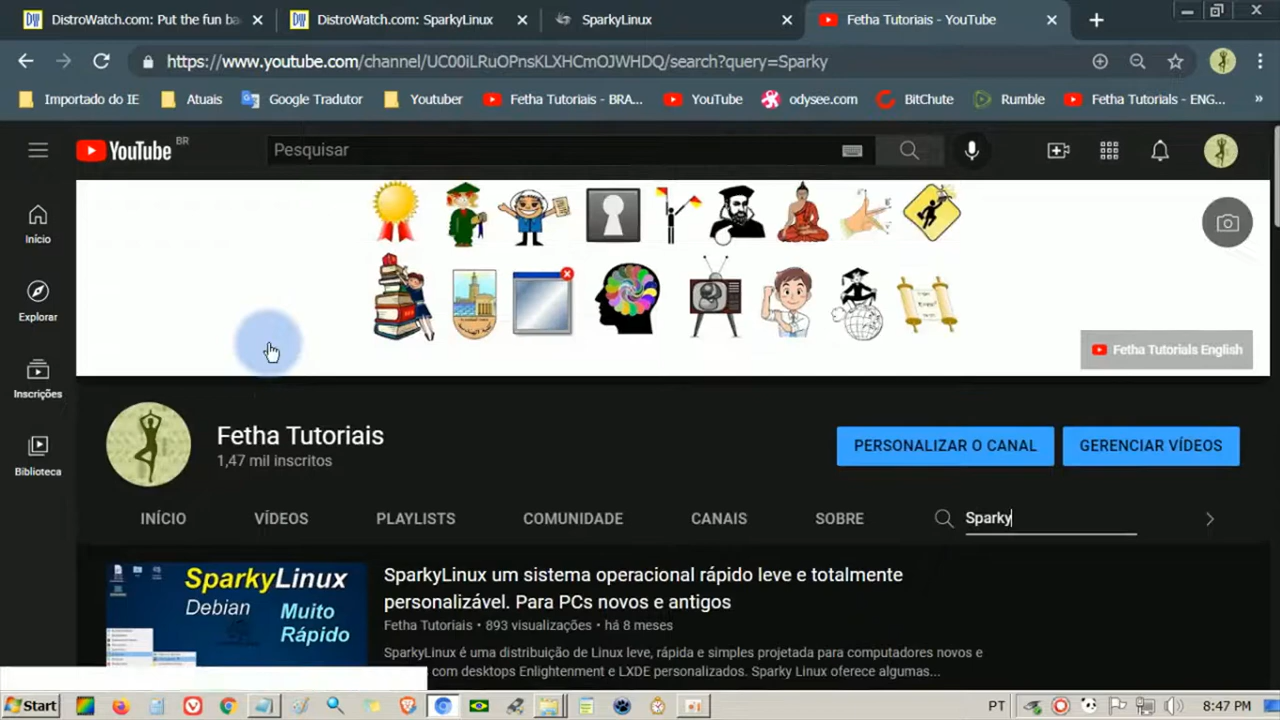 DistroWatch.com: Put the fun ba
DistroWatch.com: SparkyLinux
SparkyLinux
Fetha Tutoriais - YouTube
https://www.youtube.com/channel/UC00iLRuOPnsKLXHCmOJWHDQ/search?query=Sparky
Importado do IE
Atuais
Google Tradutor
Youtuber
Fetha Tutoriais - BRA...
YouTube
odysee.com
BitChute
Rumble
Fetha Tutorials - ENG...
»
YouTube BR
Pesquisar
Início
Explorar
Inscrições
Biblioteca
Fetha Tutorials English
Fetha Tutoriais
1,47 mil inscritos
PERSONALIZAR O CANAL
GERENCIAR VÍDEOS
INÍCIO
VÍDEOS
PLAYLISTS
COMUNIDADE
CANAIS
SOBRE
Sparky
SparkyLinux
Debian
Muito
Rápido
SparkyLinux um sistema operacional rápido leve e totalmente
personalizável. Para PCs novos e antigos
Fetha Tutoriais • 893 visualizações • há 8 meses
SparkyLinux é uma distribuição de Linux leve, rápida e simples projetada para computadores novos e
com desktops Enlightenment e LXDE personalizados. Sparky Linux oferece algumas...
Start
PT
8:47 PM